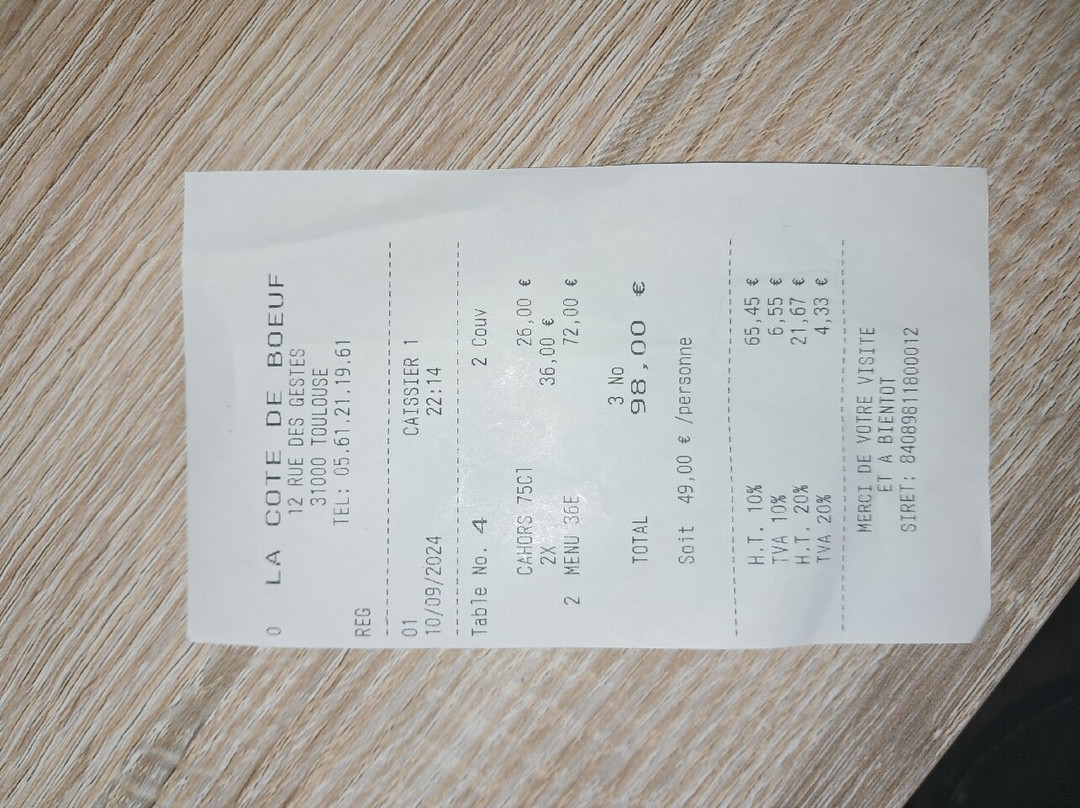 0 LA COTE DE BOEUF
12 RUE DES GESTES
31000 TOULOUSE
TEL: 05.61.21.19.61
REG
01 CAISSIER 1
10/09/2024 22:14
Table No. 4 2 Couv
CAHORS 75Cl 26,00 €
2X 36,00 €
2 MENU 36E 72,00 €
3 No
TOTAL 98,00 €
Soit 49,00 € /personne
H.T. 10% 65,45 €
TVA 10% 6,55 €
H.T. 20% 21,67 €
TVA 20% 4,33 €
MERCI DE VOTRE VISITE
ET A BIENTOT
SIRET: 84089811800012